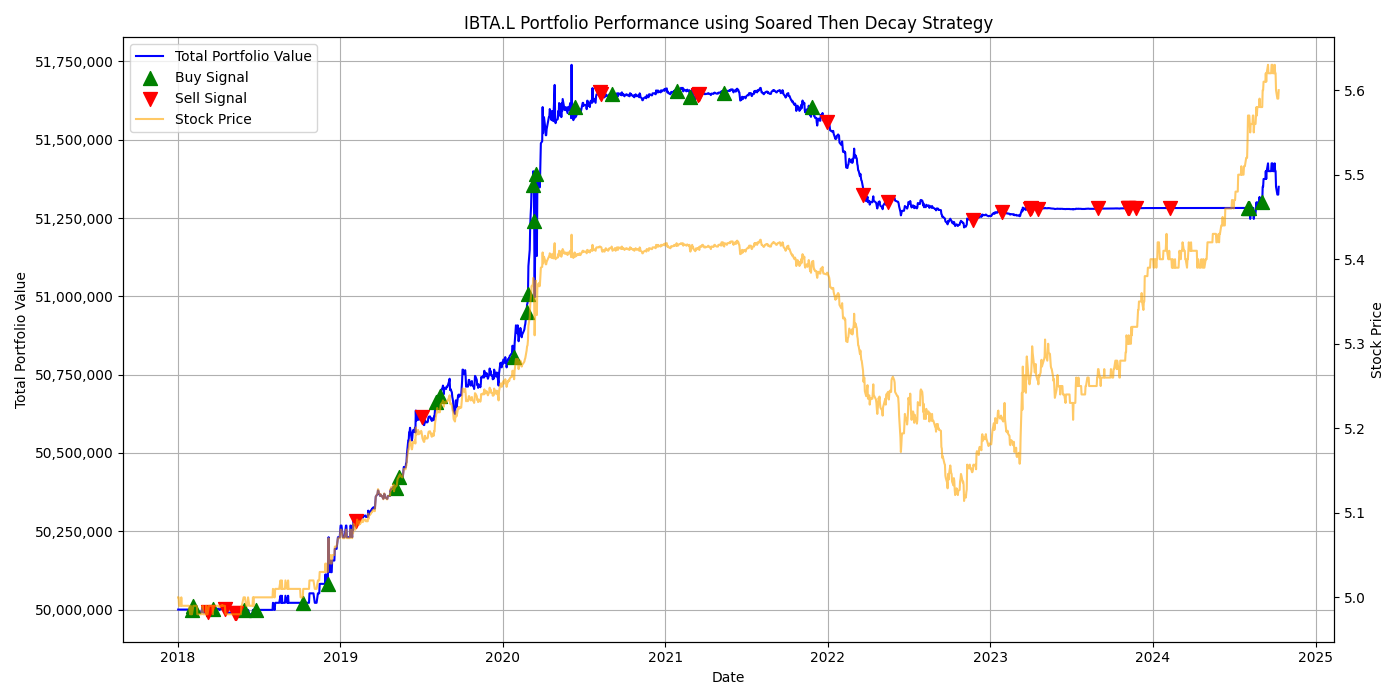 IBTA.L Portfolio Performance using Soared Then Decay Strategy
Total Portfolio Value
Buy Signal
Sell Signal
Stock Price
51,750,000
51,500,000
51,250,000
51,000,000
50,750,000
50,500,000
50,250,000
50,000,000
Total Portfolio Value
5.6
5.5
5.4
5.3
5.2
5.1
5.0
Stock Price
2018
2019
2020
2021
2022
2023
2024
2025
Date